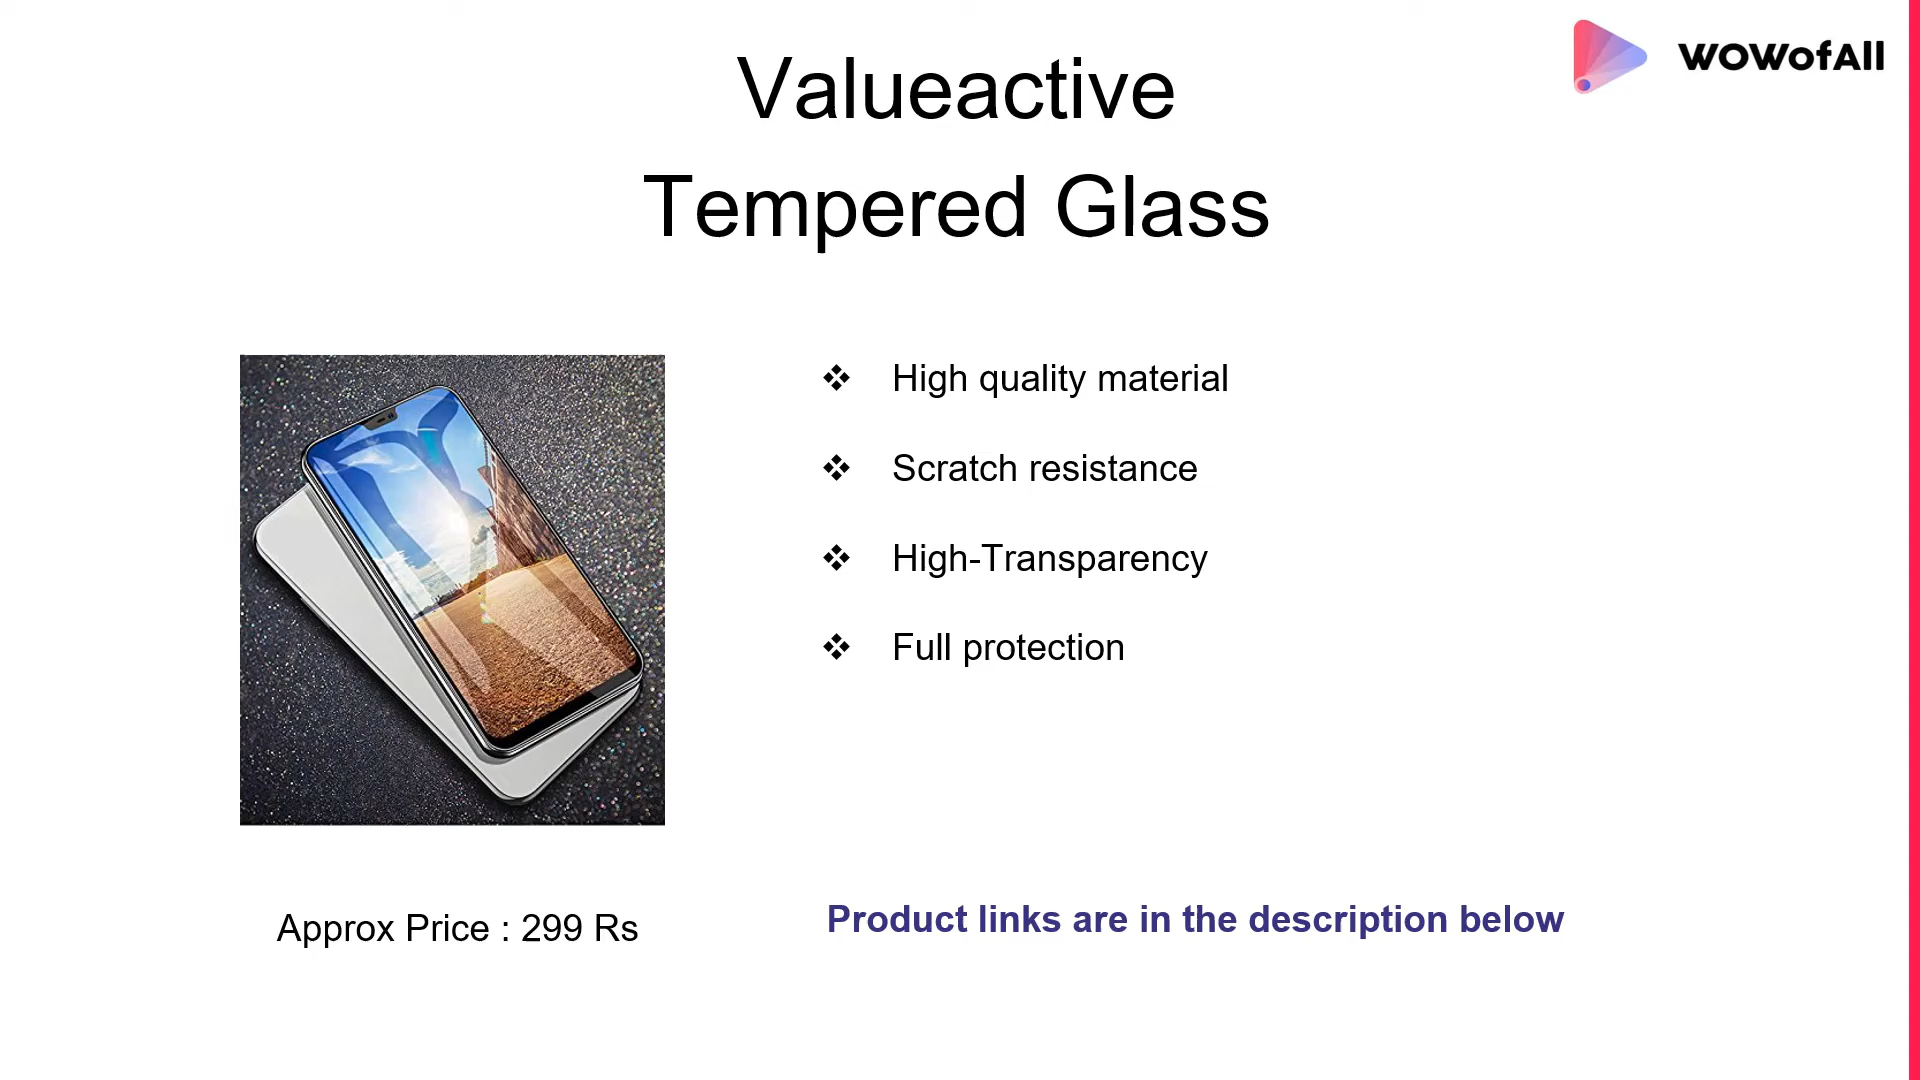 WOWofAll
Valueactive
Tempered Glass
❖ High quality material
❖ Scratch resistance
❖ High-Transparency
❖ Full protection
Approx Price : 299 Rs
Product links are in the description below